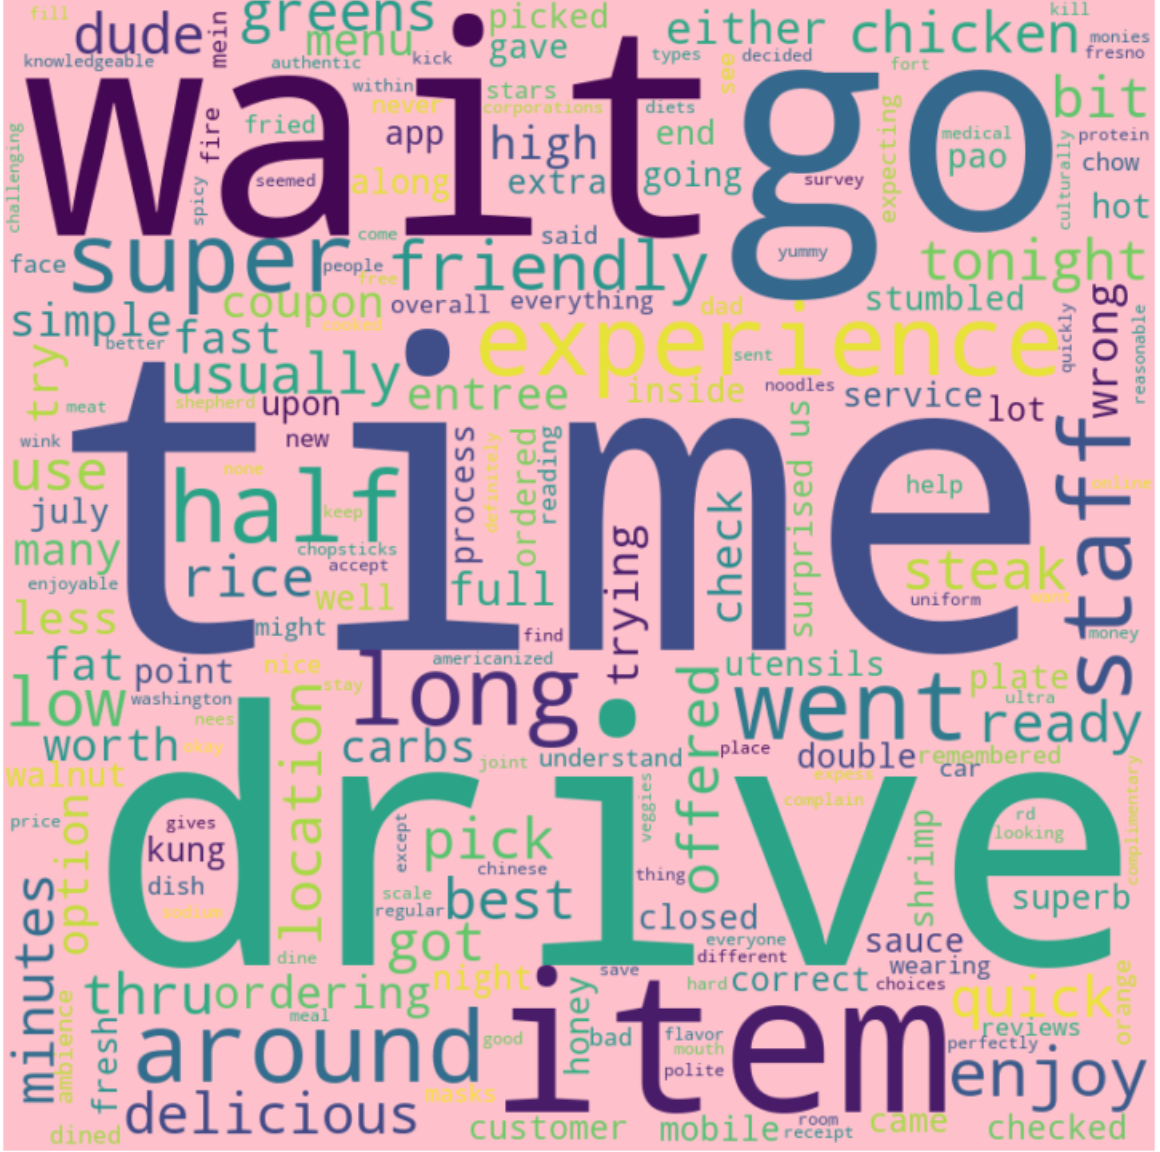 fill
dude
mein
greens
menu
picked
gave
either
chicken
kill
monies
fresno
knowledgeable
authentic
kick
types
decided
see
fort
wait
go
within
never
stars
corporations
diets
bit
challenging
fire
fried
app
high
end
expecting
medical
pao
culturally
protein
chow
spicy
seemed
along
extra
going
survey
hot
face
super
come
people
free
friendly
said
yummy
tonight
simple
coupon
cooked
overall
everything
dad
stumbled
quickly
wrong
reasonable
better
fast
experience
sent
try
meat
usually
shepherd
upon
entree
inside
noodles
service
lot
wink
new
time
use
none
half
keep
process
definitely
ordered
reading
trying
check
surprised
us
help
staff
online
july
many
chopsticks
accept
rice
enjoyable
well
full
steak
uniform
want
less
might
find
money
fat
point
nice
americanized
utensils
plate
ultra
low
washington
nees
stay
long
offered
went
ready
worth
okay
location
carbs
joint
understand
place
double
remembered
car
walnut
expess
complain
complimentary
drive
price
option
gives
kung
except
pick
veggies
shrimp
rd
looking
dish
chinese
thing
sodium
scale
regular
best
superb
minutes
closed
got
everyone
different
sauce
dine
wearing
night
save
hard
correct
choices
quick
orange
thru
ordering
meal
honey
item
reviews
ambience
fresh
around
good
bad
flavor
mouth
perfectly
polite
enjoy
delicious
masks
dined
customer
mobile
room
receipt
came
checked